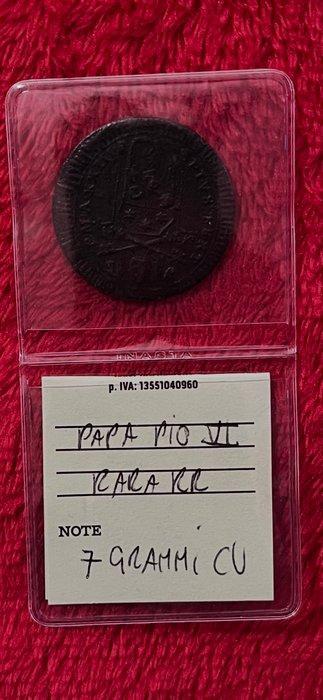 p. IVA: 13551040960
PAPA PIO VI
RARA RR
NOTE
7 GRAMMi CU